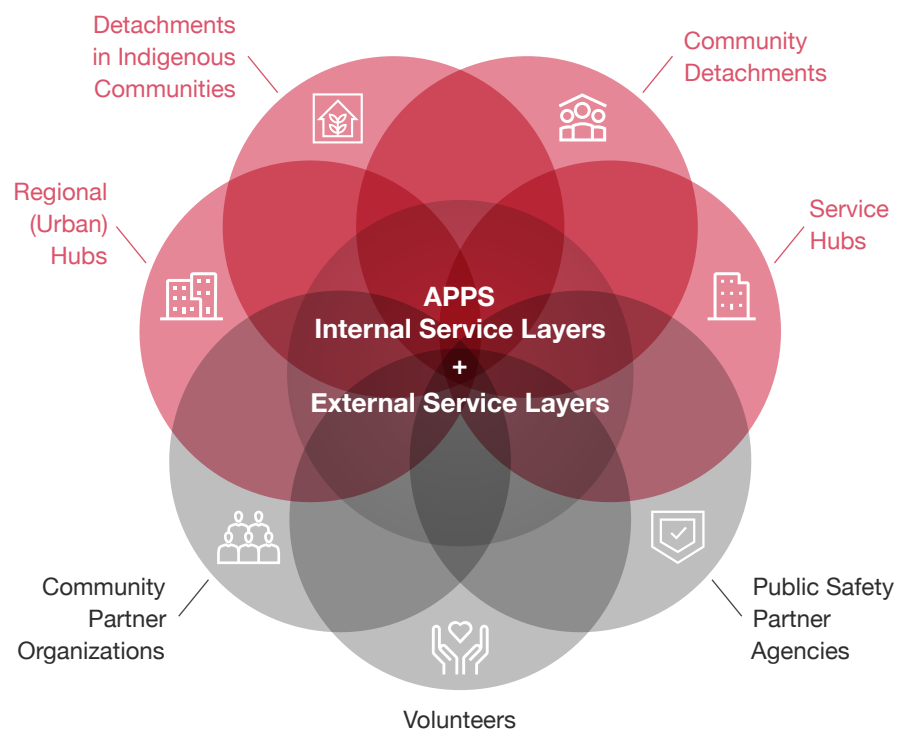 Detachments
in Indigenous
Communities
Community
Detachments
Regional
(Urban)
Hubs
Service
Hubs
APPS
Internal Service Layers
+
External Service Layers
Community
Partner
Organizations
Public Safety
Partner
Agencies
Volunteers